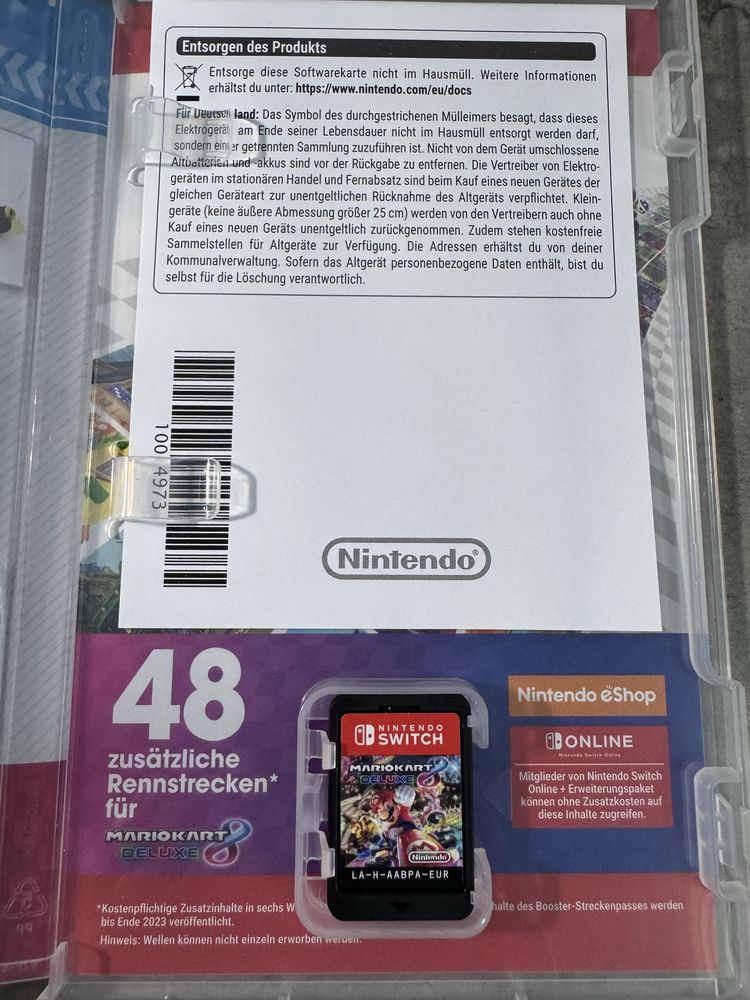 Entsorgen des Produkts
Entsorge diese Softwarekarte nicht im Hausmüll. Weitere Informationen
erhältst du unter: https://www.nintendo.com/eu/docs
Für Deutschland: Das Symbol des durchgestrichenen Mülleimers besagt, dass dieses
Elektrogerät am Ende seiner Lebensdauer nicht im Hausmüll entsorgt werden darf,
sondern einer getrennten Sammlung zuzuführen ist. Nicht von dem Gerät umschlossene
Altbatterien und -akkus sind vor der Rückgabe zu entfernen. Die Vertreiber von Elektro-
geräten im stationären Handel und Fernabsatz sind beim Kauf eines neuen Gerätes der
gleichen Geräteart zur unentgeltlichen Rücknahme des Altgeräts verpflichtet. Klein-
geräte (keine äußere Abmessung größer 25 cm) werden von den Vertreibern auch ohne
Kauf eines neuen Geräts unentgeltlich zurückgenommen. Zudem stehen kostenfreie
Sammelstellen für Altgeräte zur Verfügung. Die Adressen erhältst du von deiner
Kommunalverwaltung. Sofern das Altgerät personenbezogene Daten enthält, bist du
selbst für die Löschung verantwortlich.
Nintendo®
48
zusätzliche
Rennstrecken*
für
MARIOKART 8
DELUXE
NINTENDO
SWITCH
MARIOKART 8
DELUXE
Nintendo
LA-H-AABPA-EUR
Nintendo eShop
ONLINE
Nintendo Switch Online
Mitglieder von Nintendo Switch
Online + Erweiterungspaket
können ohne Zusatzkosten auf
diese Inhalte zugreifen.
*Kostenpflichtige Zusatzinhalte in sechs W halte des Booster-Streckenpasses werden
bis Ende 2023 veröffentlicht.
Hinweis: Wellen können nicht einzeln erworben werden.